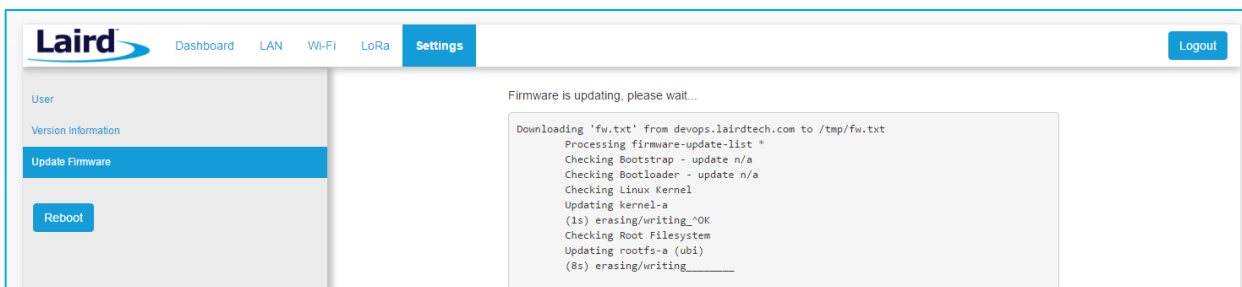 Laird Dashboard LAN Wi-Fi LoRa Settings Logout
User
Version Information
Update Firmware
Reboot
Firmware is updating, please wait...
Downloading 'fw.txt' from devops.lairdtech.com to /tmp/fw.txt
Processing firmware-update-list *
Checking Bootstrap - update n/a
Checking Bootloader - update n/a
Checking Linux Kernel
Updating kernel-a
(1s) erasing/writing_^OK
Checking Root Filesystem
Updating rootfs-a (ubi)
(8s) erasing/writing________